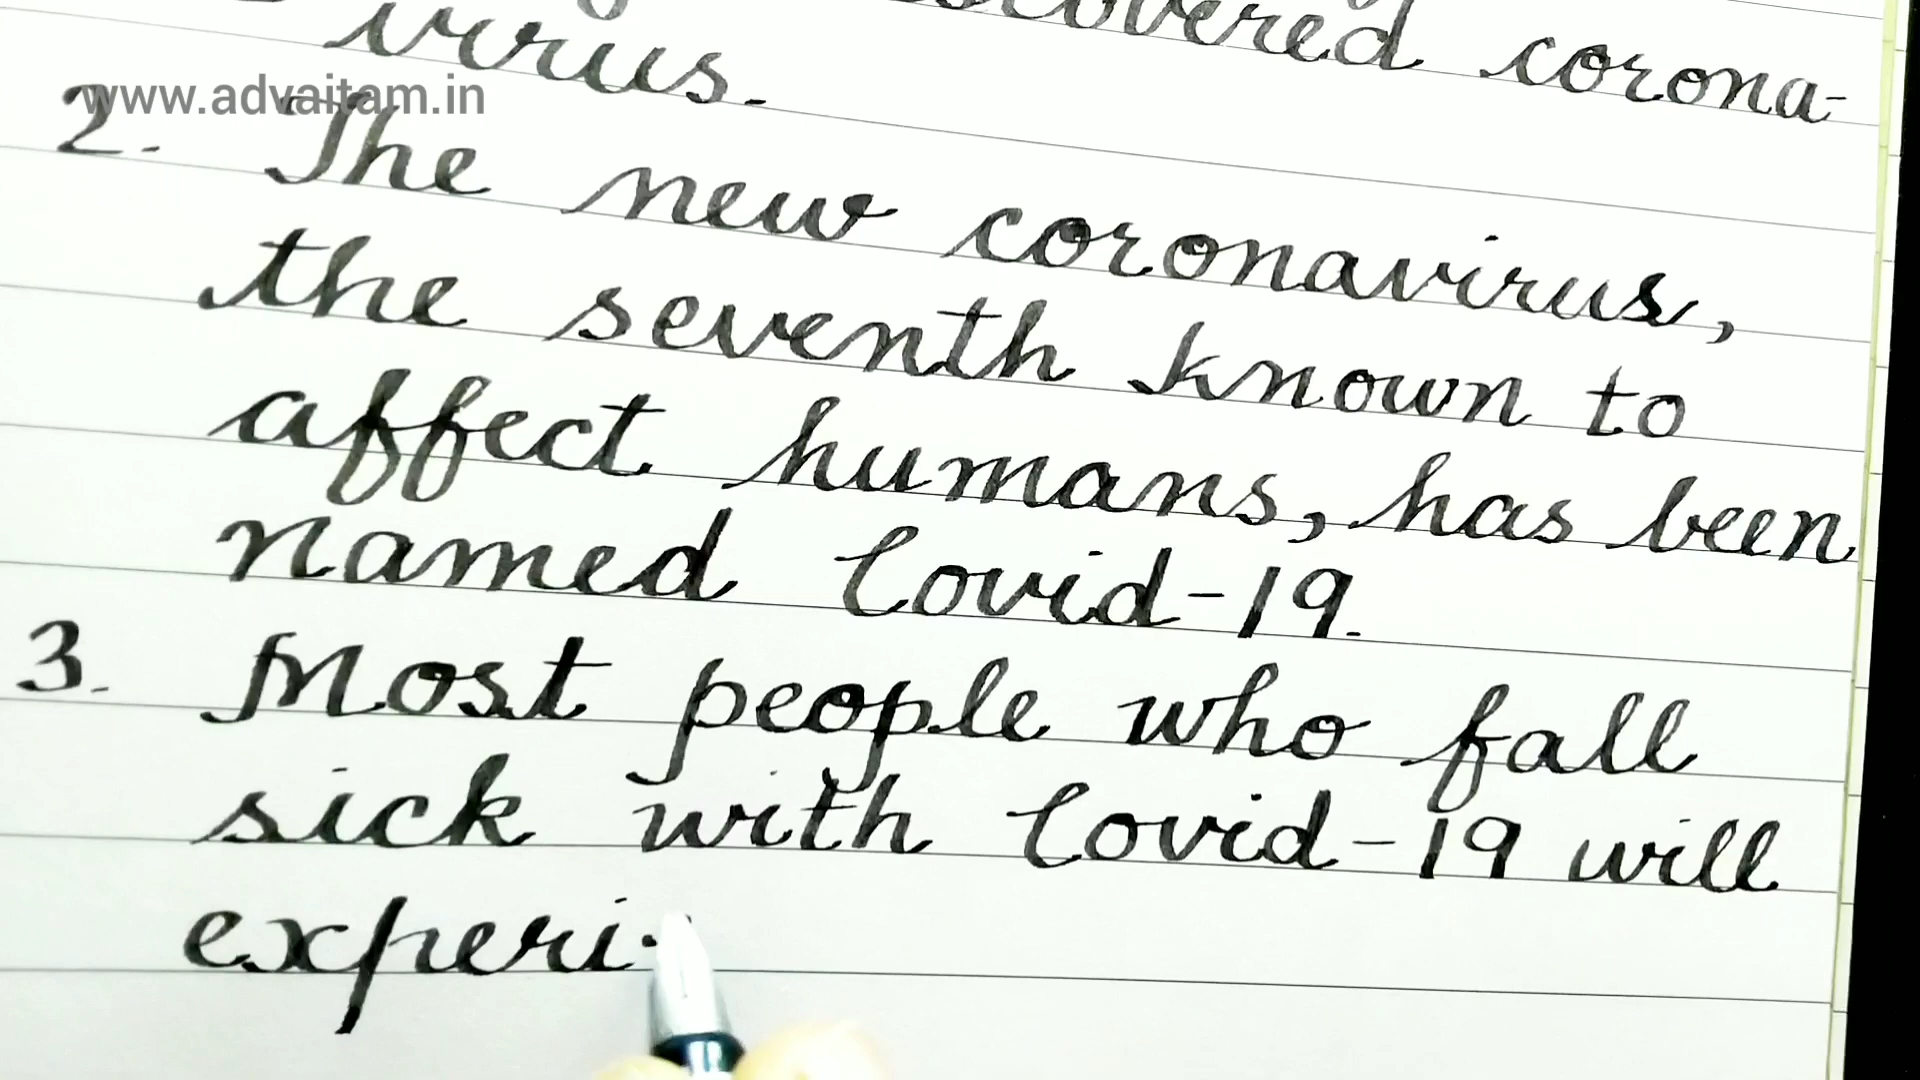 corona-
virus.
www.advaitam.in
2. The new coronavirus,
the seventh known to
affect humans, has been
named Covid-19.
3. Most people who fall
sick with Covid-19 will
experi